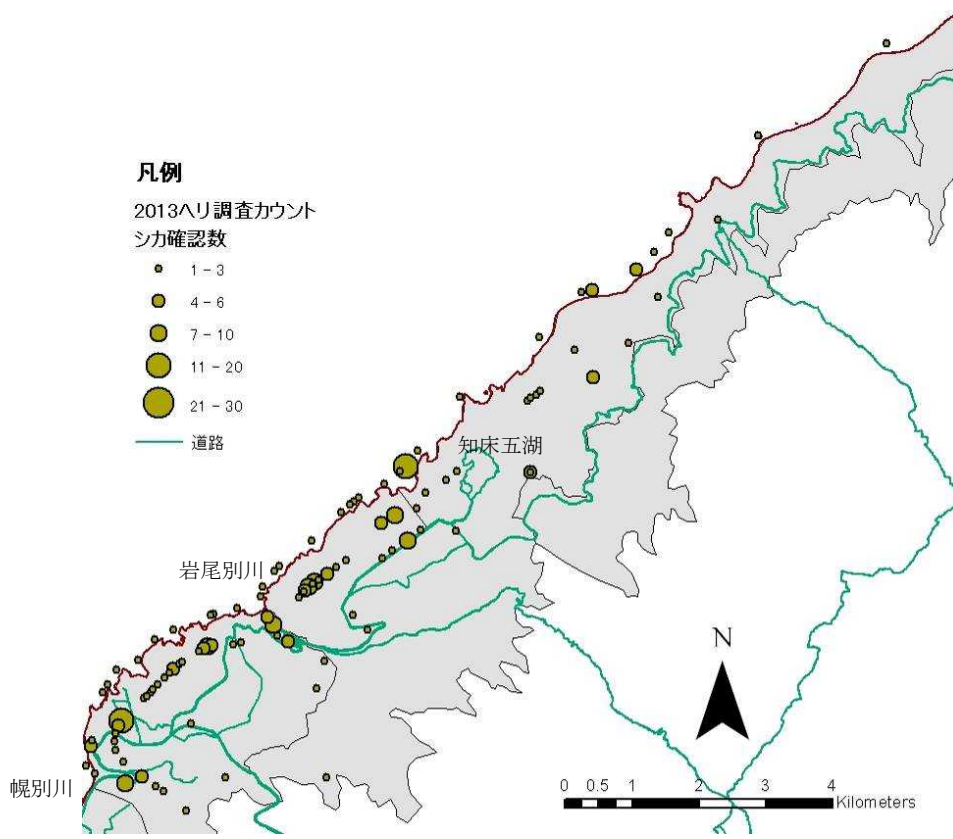 凡例
2013ヘリ調査カウント
シカ確認数
1 - 3
4 - 6
7 - 10
11 - 20
21 - 30
道路
知床五湖
岩尾別川
幌別川
N
0 0.5 1 2 3 4
Kilometers